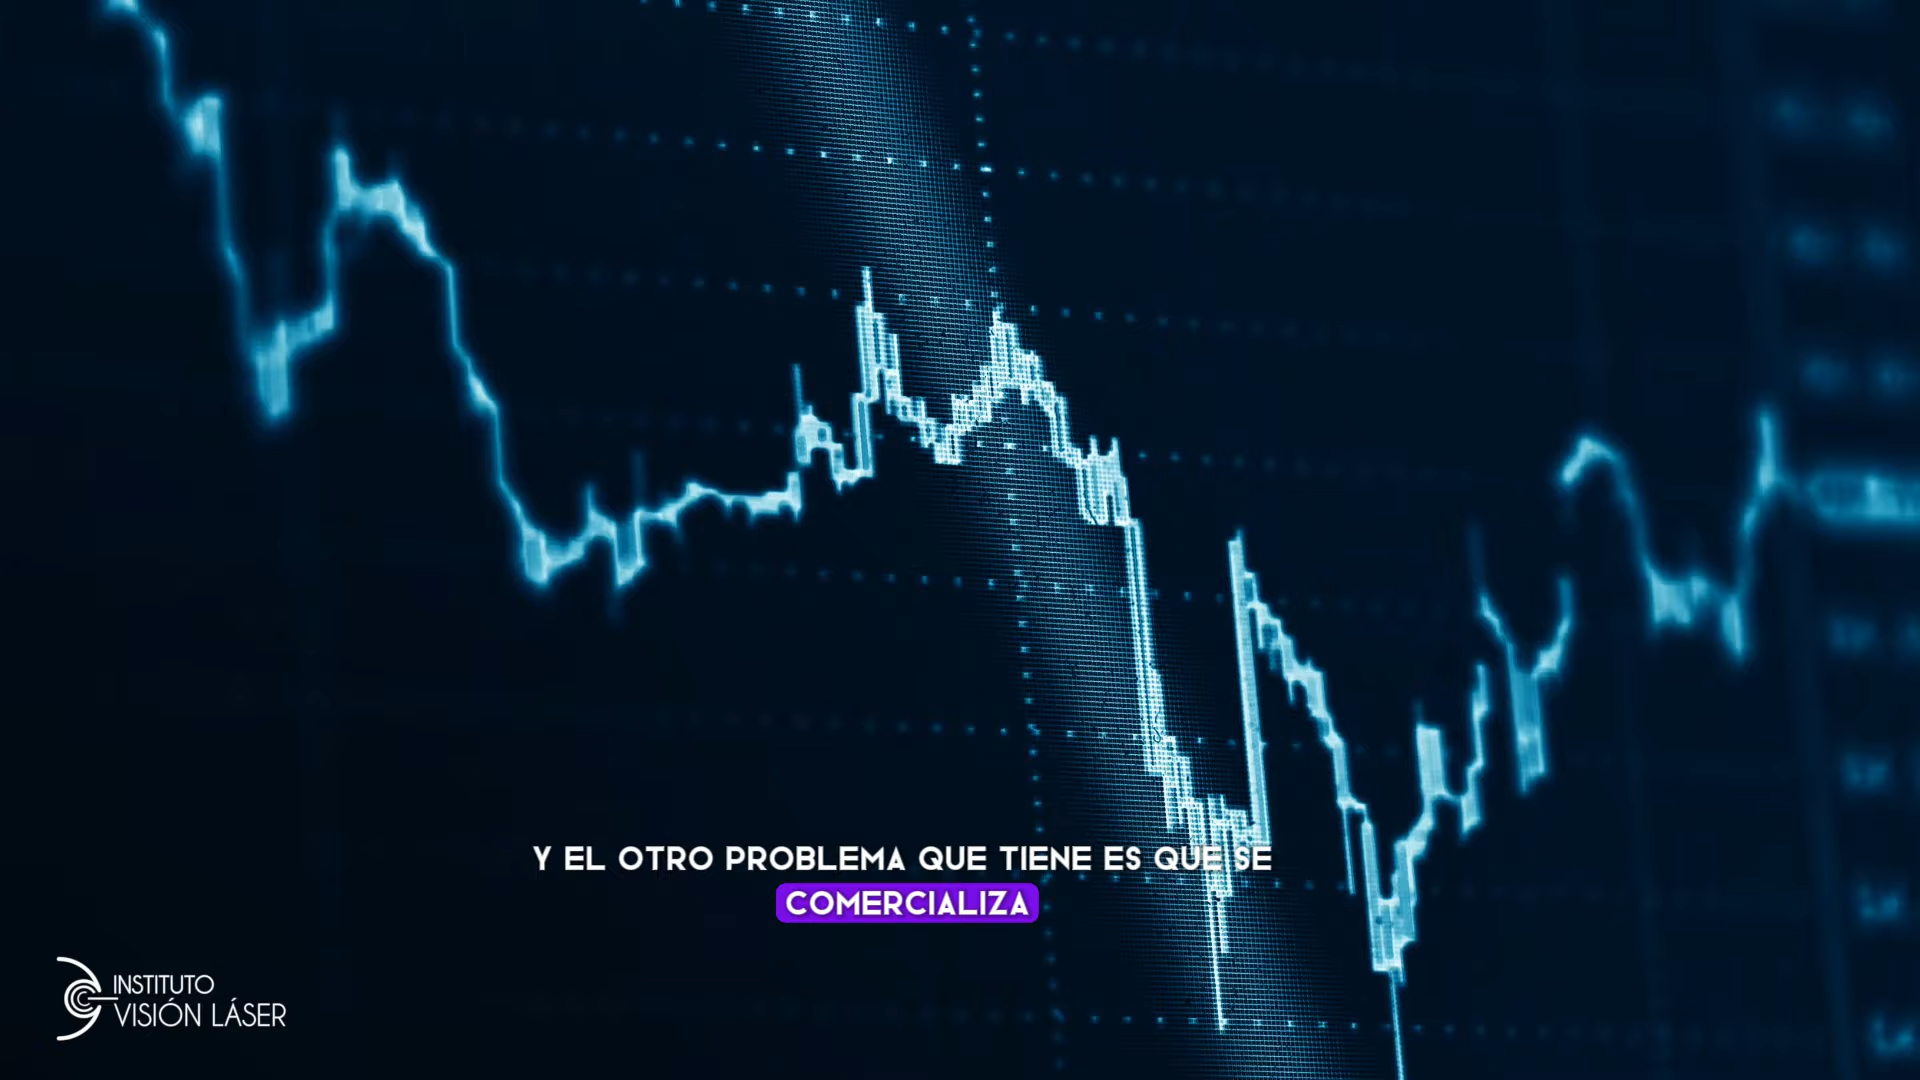 Y EL OTRO PROBLEMA QUE TIENE ES QUE SE
COMERCIALIZA
INSTITUTO
VISIÓN LÁSER